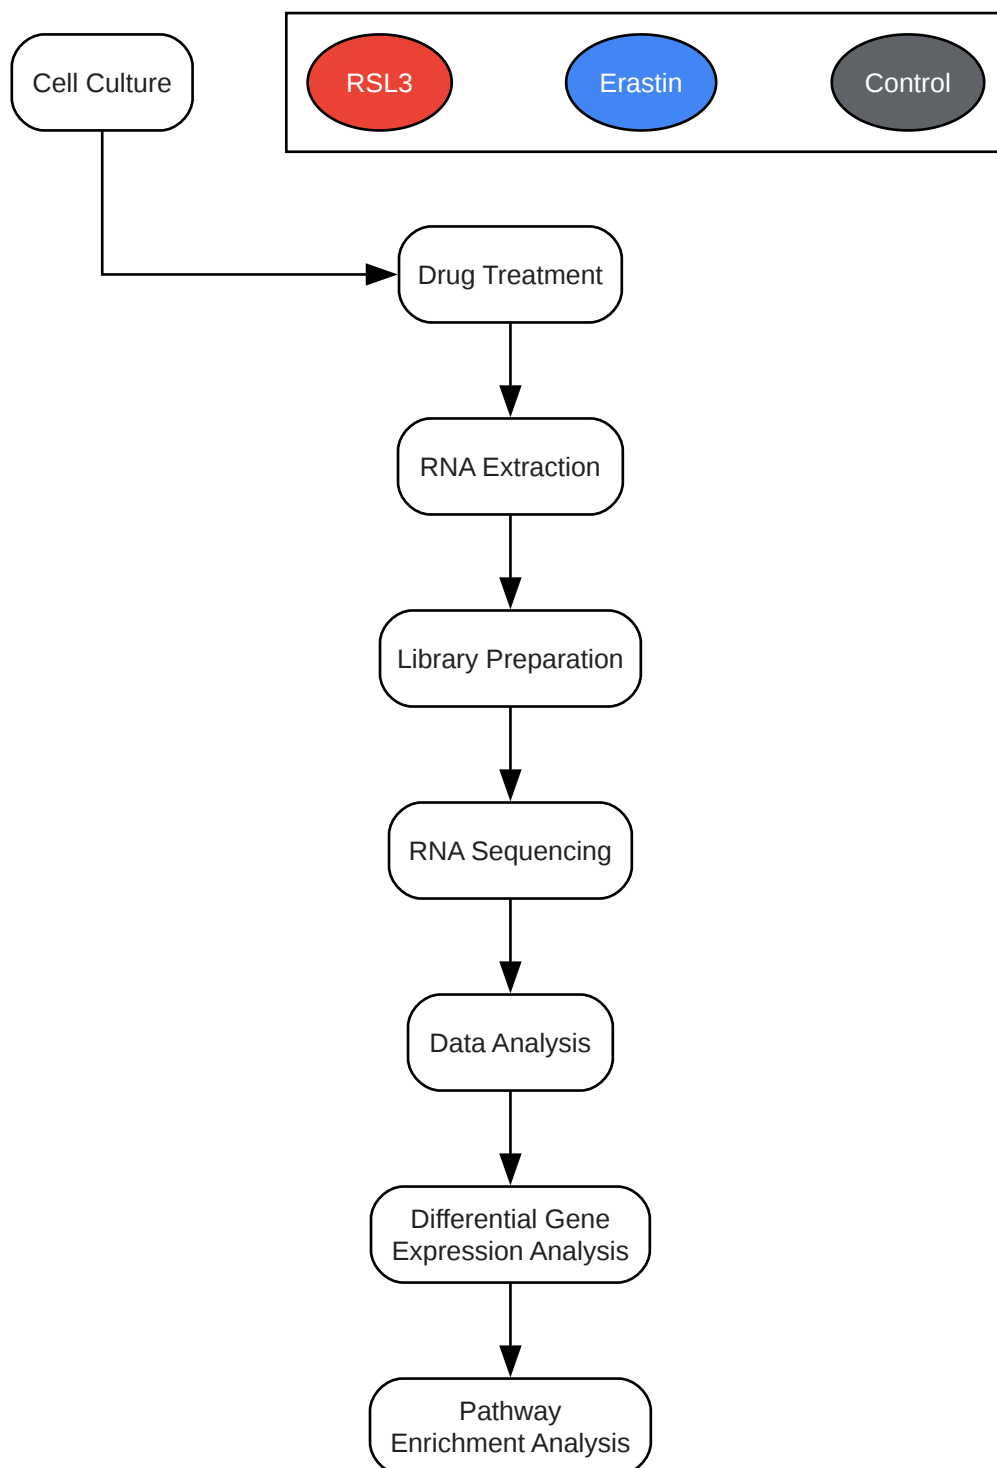 Cell Culture
RSL3
Erastin
Control
Drug Treatment
RNA Extraction
Library Preparation
RNA Sequencing
Data Analysis
Differential Gene
Expression Analysis
Pathway
Enrichment Analysis